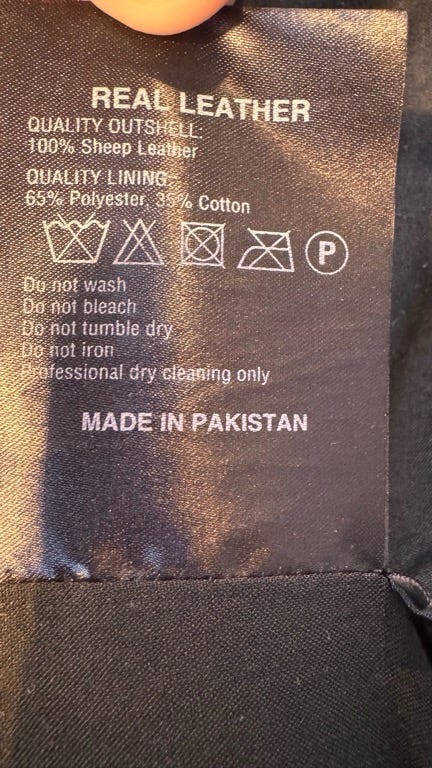 REAL LEATHER
QUALITY OUTSHELL:
100% Sheep Leather
QUALITY LINING:
65% Polyester, 35% Cotton
P
Do not wash
Do not bleach
Do not tumble dry
Do not iron
Professional dry cleaning only
MADE IN PAKISTAN